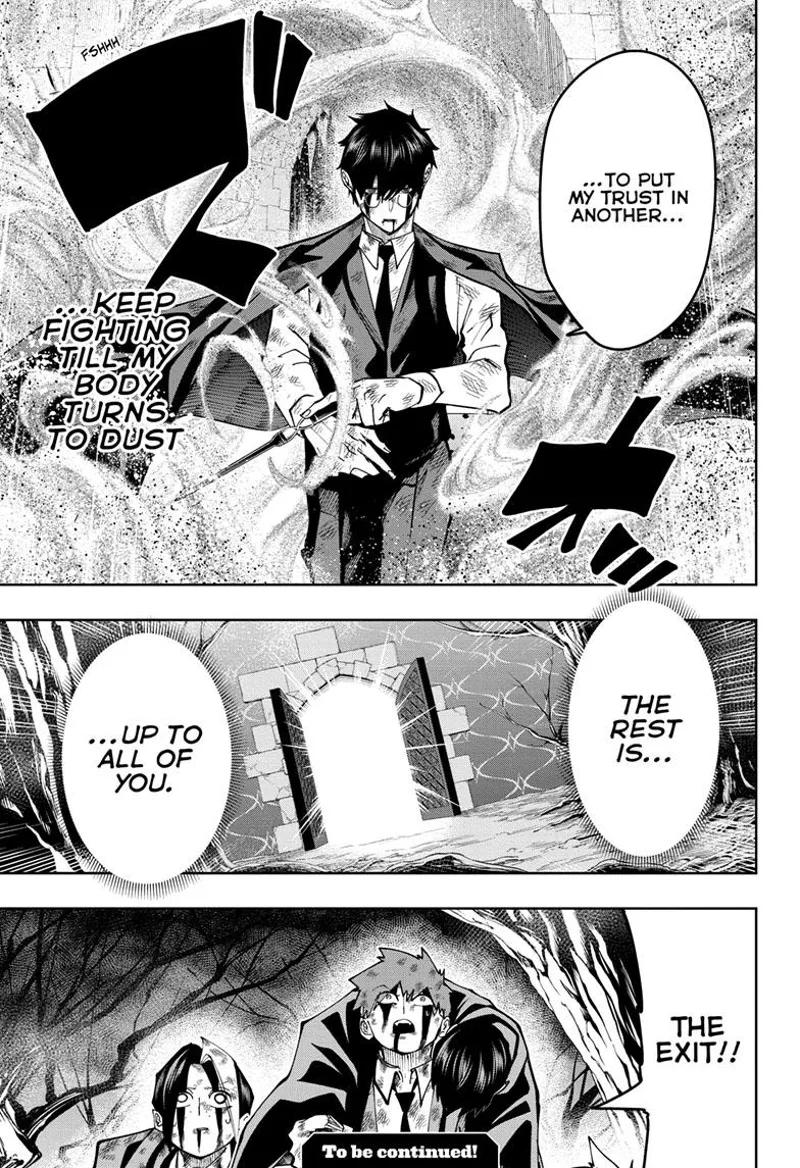 FSHHH
...TO PUT
MY TRUST IN
ANOTHER...
...KEEP
FIGHTING
TILL MY
BODY
TURNS
TO DUST
THE
REST
IS...
...UP TO
ALL OF
YOU.
THE
EXIT!!
To be continued!